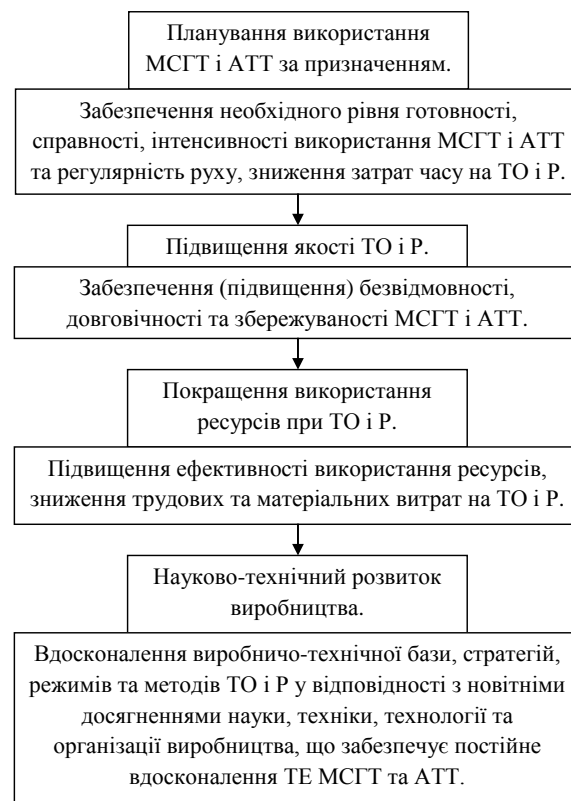 Планування використання
МСГТ і АТТ за призначенням.
Забезпечення необхідного рівня готовності,
справності, інтенсивності використання МСГТ і АТТ
та регулярність руху, зниження затрат часу на ТО і Р.
Підвищення якості ТО і Р.
Забезпечення (підвищення) безвідмовності,
довговічності та збережуваності МСГТ і АТТ.
Покращення використання
ресурсів при ТО і Р.
Підвищення ефективності використання ресурсів,
зниження трудових та матеріальних витрат на ТО і Р.
Науково-технічний розвиток
виробництва.
Вдосконалення виробничо-технічної бази, стратегій,
режимів та методів ТО і Р у відповідності з новітніми
досягненнями науки, техніки, технології та
організації виробництва, що забезпечує постійне
вдосконалення ТЕ МСГТ та АТТ.